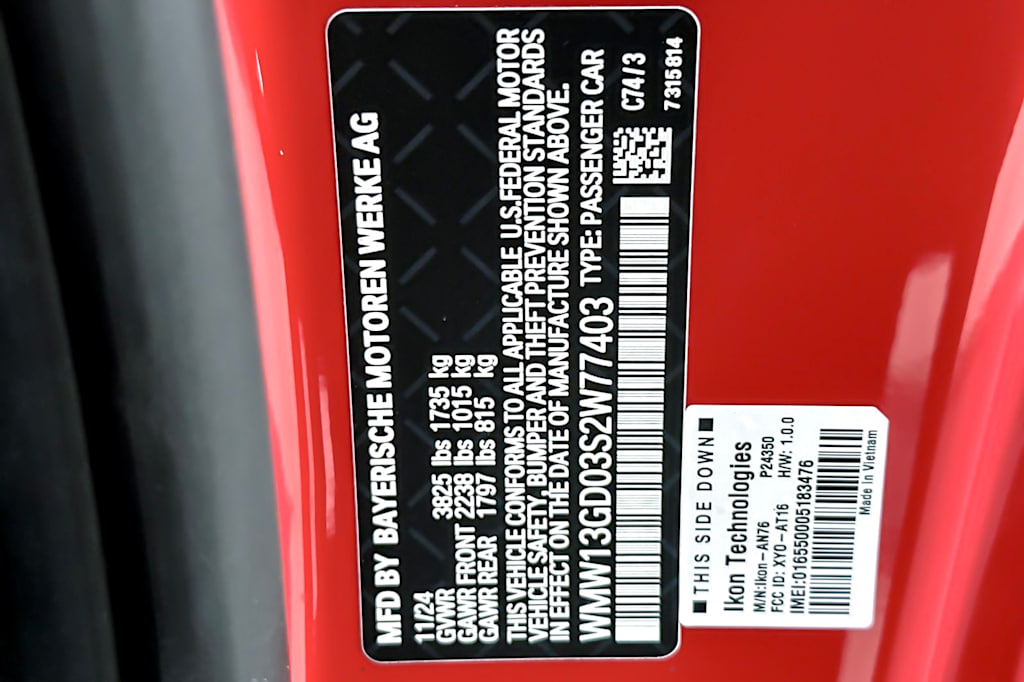 MFD BY BAYERISCHE MOTOREN WERKE AG
11/24
GVWR 3825 lbs 1735 kg
GAWR FRONT 2238 lbs 1015 kg
GAWR REAR 1797 lbs 815 kg
THIS VEHICLE CONFORMS TO ALL APPLICABLE U.S.FEDERAL MOTOR
VEHICLE SAFETY, BUMPER AND THEFT PREVENTION STANDARDS
IN EFFECT ON THE DATE OF MANUFACTURE SHOWN ABOVE.
WMW13GD03S2W77403 TYPE: PASSENGER CAR
C74/3
7315814
THIS SIDE DOWN
Ikon Technologies
M/N:Ikon-AN76 P24350
FCC ID: XYO-AT16 H/W: 1.0.0
IMEI:016550005183476
Made in Vietnam